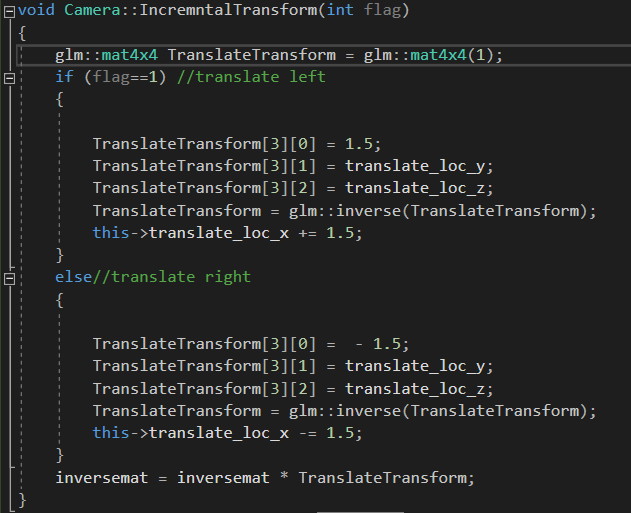 void Camera::IncremntalTransform(int flag)
{
glm::mat4x4 TranslateTransform = glm::mat4x4(1);
if (flag==1) //translate left
{
TranslateTransform[3][0] = 1.5;
TranslateTransform[3][1] = translate_loc_y;
TranslateTransform[3][2] = translate_loc_z;
TranslateTransform = glm::inverse(TranslateTransform);
this->translate_loc_x += 1.5;
}
else//translate right
{
TranslateTransform[3][0] =  - 1.5;
TranslateTransform[3][1] = translate_loc_y;
TranslateTransform[3][2] = translate_loc_z;
TranslateTransform = glm::inverse(TranslateTransform);
this->translate_loc_x -= 1.5;
}
inversemat = inversemat * TranslateTransform;
}